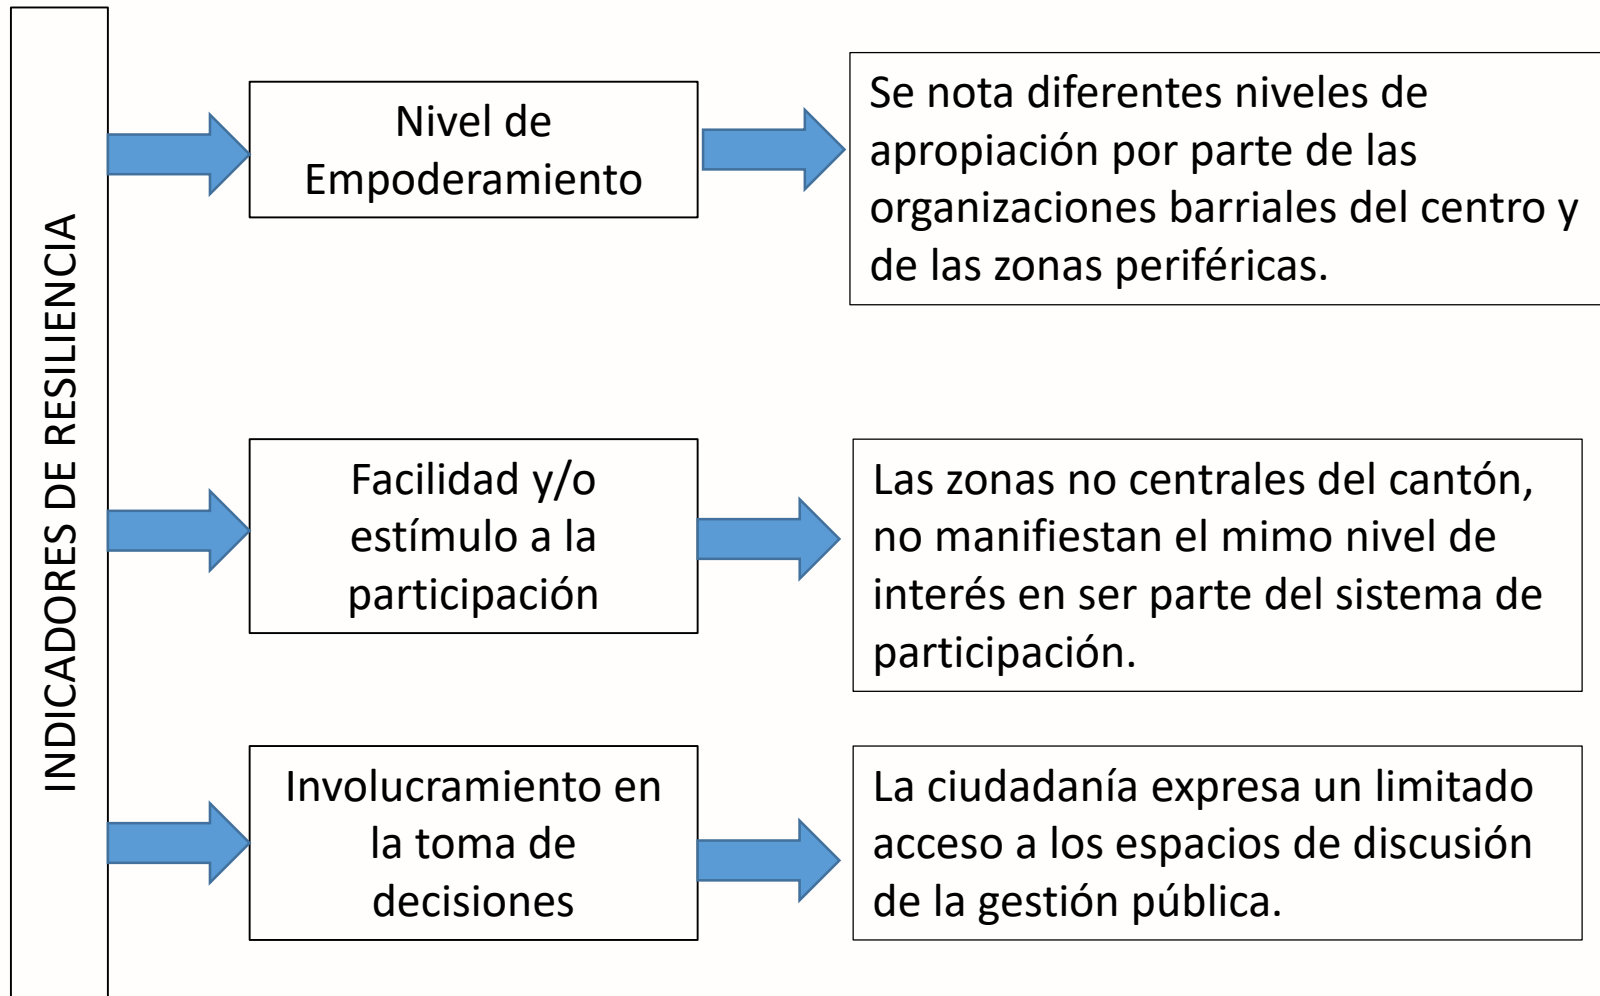 INDICADORES DE RESILIENCIA
Nivel de
Empoderamiento
Se nota diferentes niveles de
apropiación por parte de las
organizaciones barriales del centro y
de las zonas periféricas.
Facilidad y/o
estímulo a la
participación
Las zonas no centrales del cantón,
no manifiestan el mimo nivel de
interés en ser parte del sistema de
participación.
Involucramiento en
la toma de
decisiones
La ciudadanía expresa un limitado
acceso a los espacios de discusión
de la gestión pública.